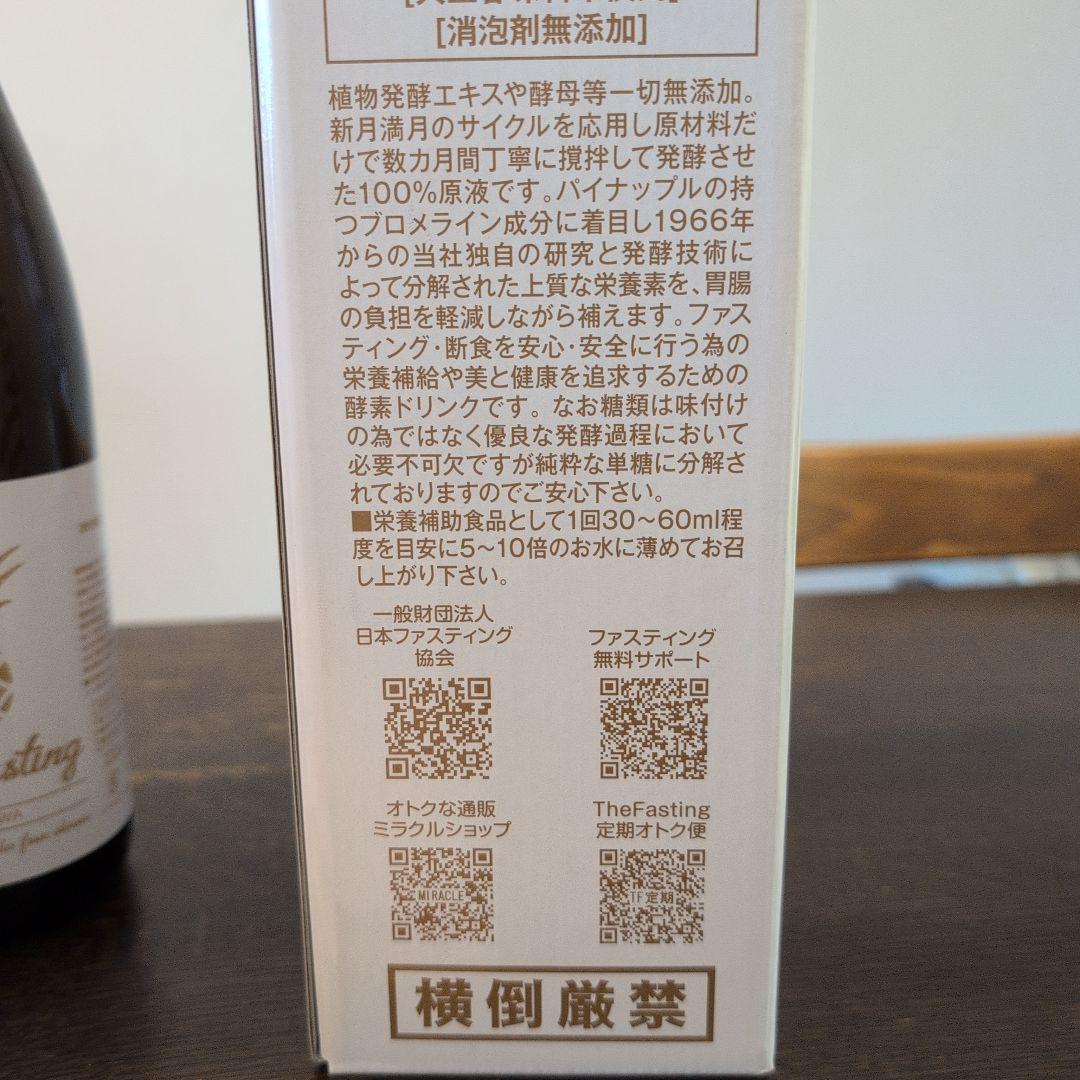 [消泡剤無添加]
植物発酵エキスや酵母等一切無添加。
新月満月のサイクルを応用し原材料だ
けで数カ月間丁寧に撹拌して発酵させ
た100%原液です。パイナップルの持
つブロメライン成分に着目し1966年
からの当社独自の研究と発酵技術に
よって分解された上質な栄養素を、胃腸
の負担を軽減しながら補えます。ファス
ティング・断食を安心・安全に行う為の
栄養補給や美と健康を追求するための
酵素ドリンクです。なお糖類は味付け
の為ではなく優良な発酵過程において
必要不可欠ですが純粋な単糖に分解さ
れておりますのでご安心下さい。
■栄養補助食品として1回30〜60ml程
度を目安に5〜10倍のお水に薄めてお召
し上がり下さい。
一般財団法人
日本ファスティング
協会
ファスティング
無料サポート
オトクな通販
ミラクルショップ
TheFasting
定期オトク便
MIRACLE
TF定期
横倒厳禁
sting
WA